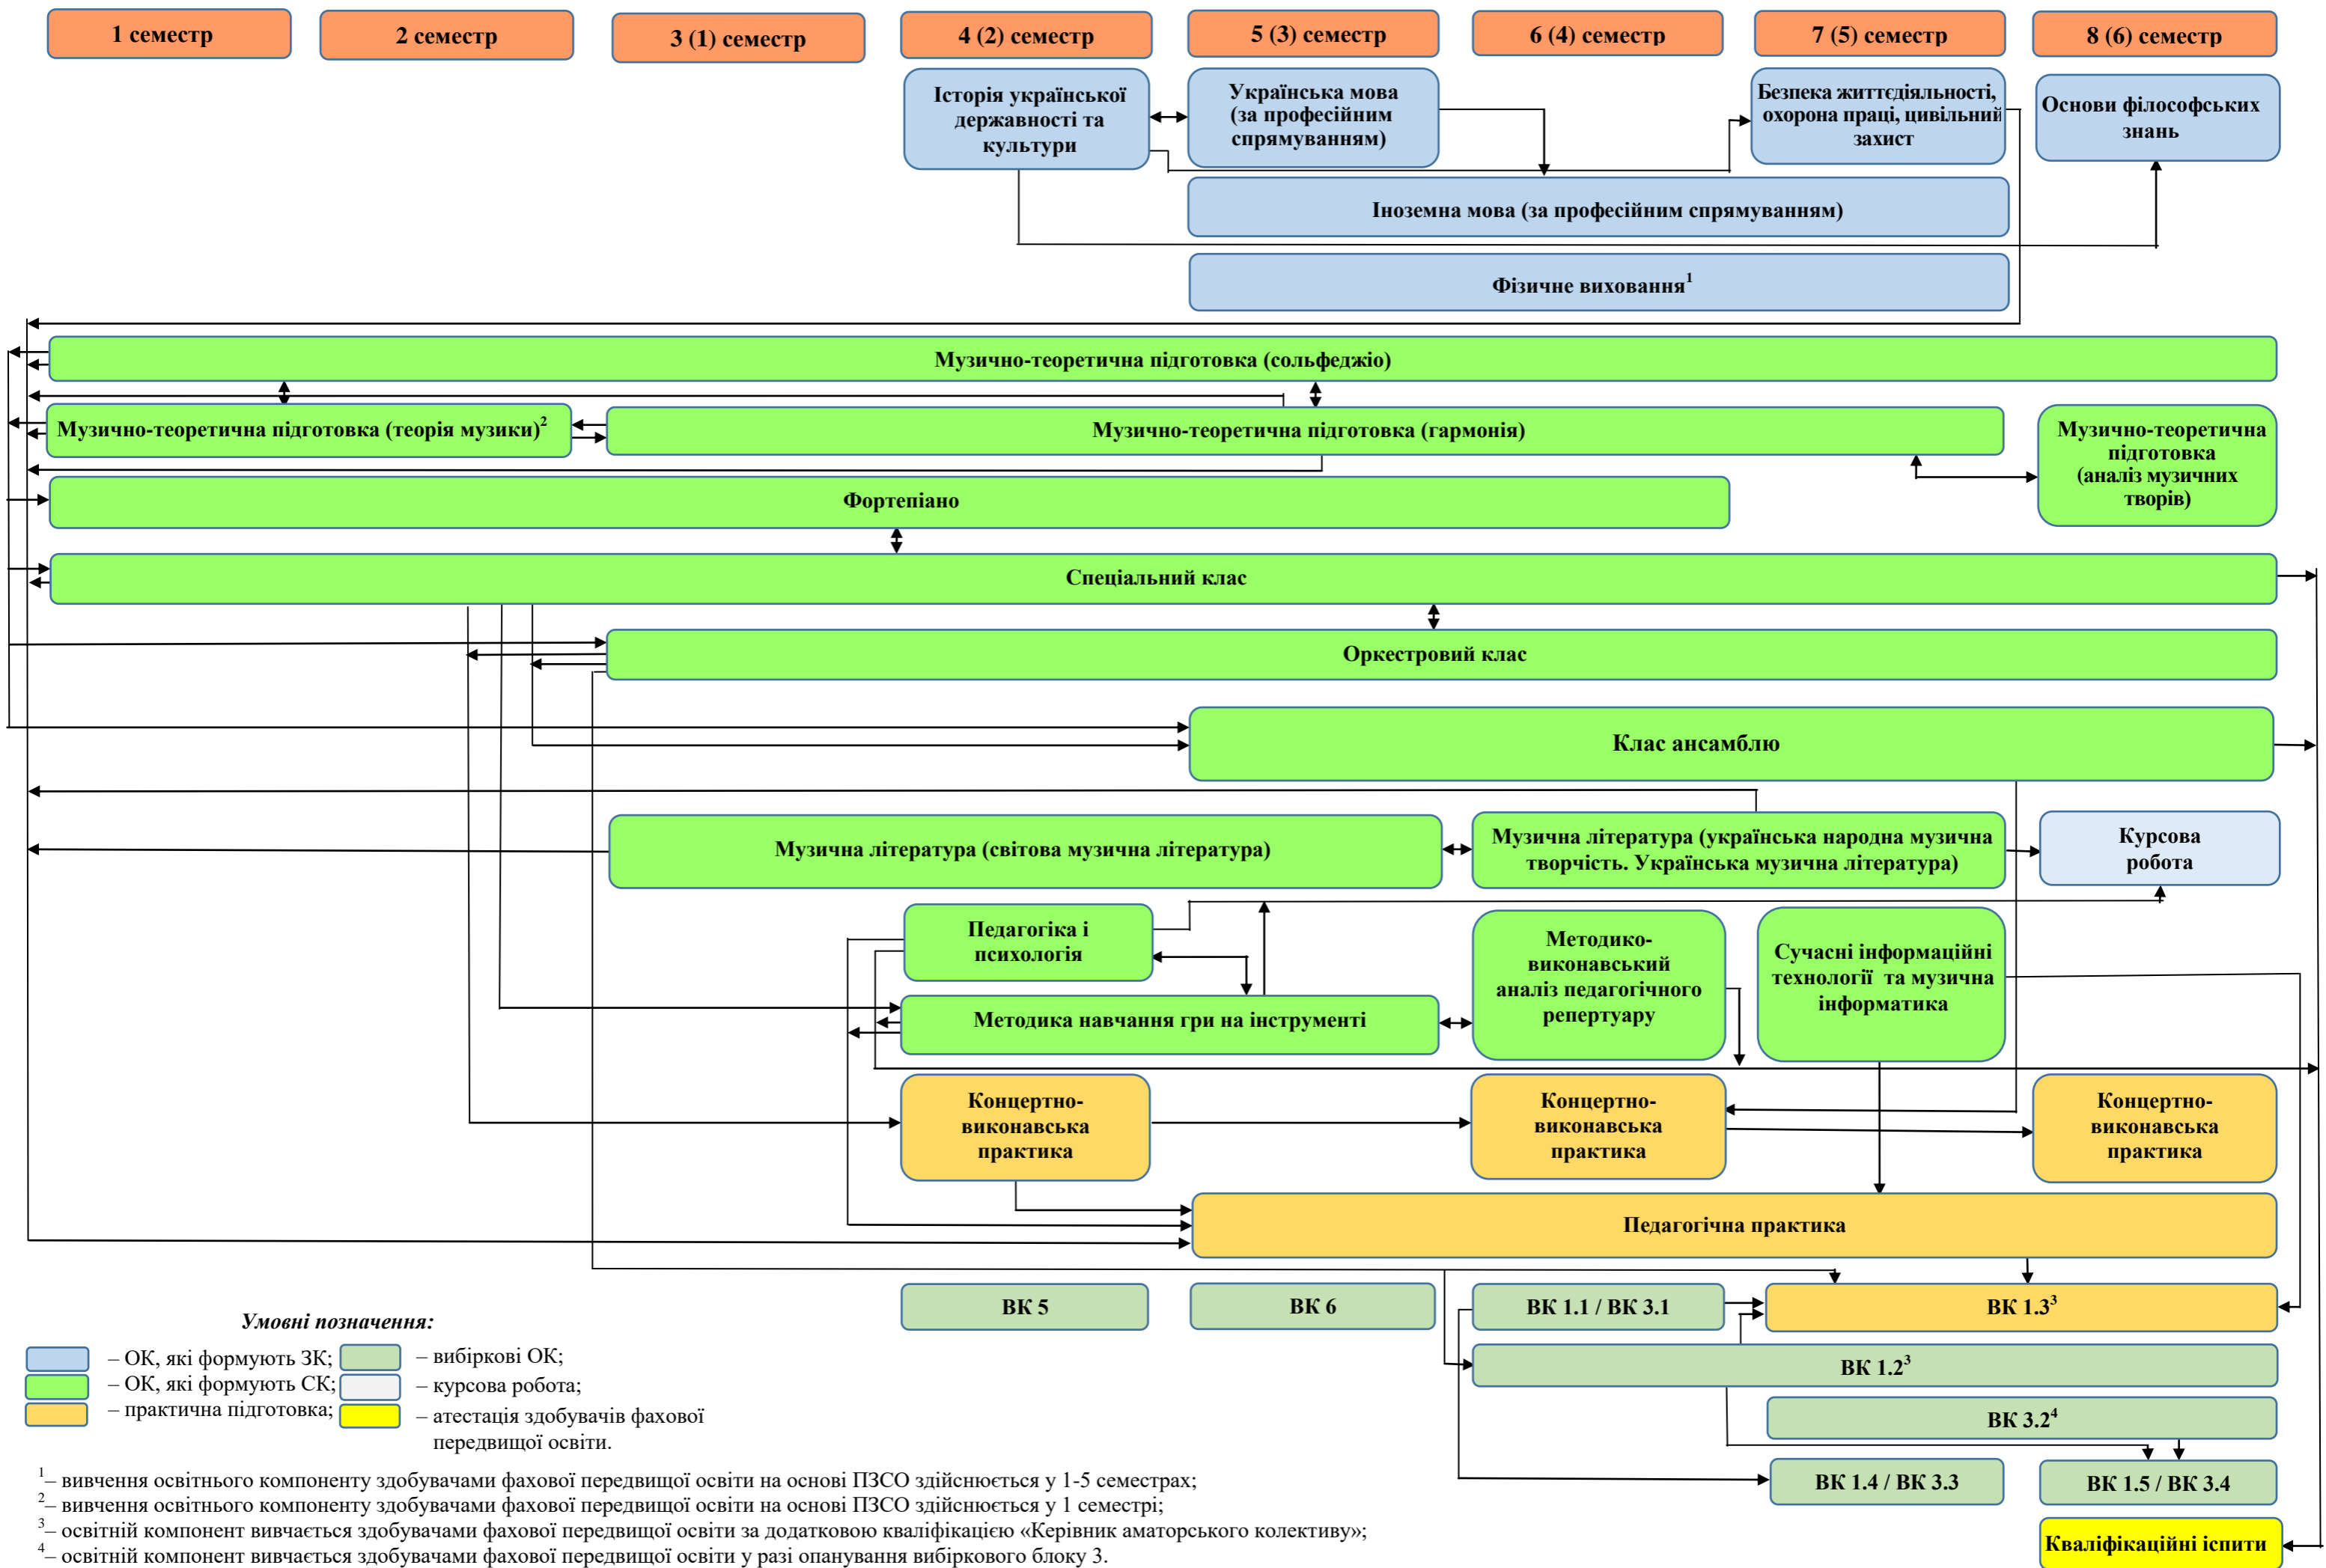 1 семестр
2 семестр
3 (1) семестр
4 (2) семестр
5 (3) семестр
6 (4) семестр
7 (5) семестр
8 (6) семестр
Історія української
державності та
культури
Українська мова
(за професійним
спрямуванням)
Безпека життєдіяльності,
охорона праці, цивільний
захист
Основи філософських
знань
Іноземна мова (за професійним спрямуванням)
Фізичне виховання¹
Музично-теоретична підготовка (сольфеджіо)
Музично-теоретична підготовка (теорія музики)²
Музично-теоретична підготовка (гармонія)
Музично-теоретична
підготовка
(аналіз музичних
творів)
Фортепіано
Спеціальний клас
Оркестровий клас
Клас ансамблю
Музична література (світова музична література)
Музична література (українська народна музична
творчість. Українська музична література)
Курсова
робота
Педагогіка і
психологія
Методико-
виконавський
аналіз педагогічного
репертуару
Сучасні інформаційні
технології та музична
інформатика
Методика навчання гри на інструменті
Концертно-
виконавська
практика
Концертно-
виконавська
практика
Концертно-
виконавська
практика
Педагогічна практика
ВК 5
ВК 6
ВК 1.1 / ВК 3.1
ВК 1.3³
ВК 1.2³
ВК 3.2⁴
ВК 1.4 / ВК 3.3
ВК 1.5 / ВК 3.4
Кваліфікаційні іспити
Умовні позначення:
– ОК, які формують ЗК;
– ОК, які формують СК;
– практична підготовка;
– вибіркові ОК;
– курсова робота;
– атестація здобувачів фахової
передвищої освіти.
¹– вивчення освітнього компоненту здобувачами фахової передвищої освіти на основі ПЗСО здійснюється у 1-5 семестрах;
²– вивчення освітнього компоненту здобувачами фахової передвищої освіти на основі ПЗСО здійснюється у 1 семестрі;
³– освітній компонент вивчається здобувачами фахової передвищої освіти за додатковою кваліфікацією «Керівник аматорського колективу»;
⁴– освітній компонент вивчається здобувачами фахової передвищої освіти у разі опанування вибіркового блоку 3.